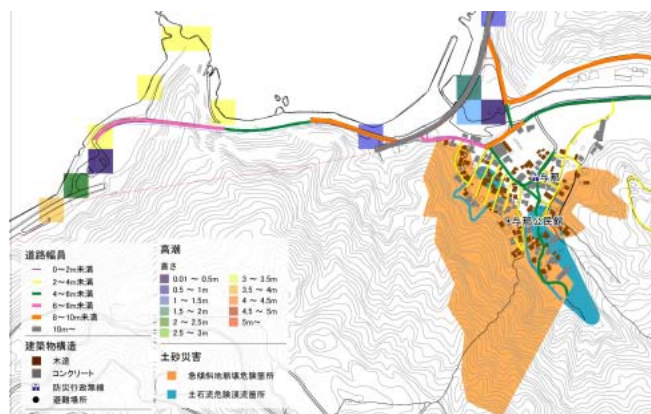 与那
与那公民館
道路幅員
0～2m未満
2～4m未満
4～6m未満
6～8m未満
8～10m未満
10m～
建築物構造
木造
コンクリート
防災行政無線
避難場所
高潮
高さ
0.01 ～ 0.5m
0.5 ～ 1m
1 ～ 1.5m
1.5 ～ 2m
2 ～ 2.5m
2.5 ～ 3m
3 ～ 3.5m
3.5 ～ 4m
4 ～ 4.5m
4.5 ～ 5m
5m～
土砂災害
急傾斜地崩壊危険箇所
土石流危険渓流箇所